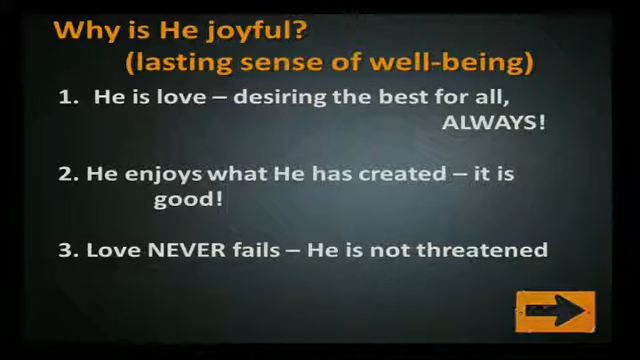 Why is He joyful?
(lasting sense of well-being)
1. He is love – desiring the best for all,
ALWAYS!
2. He enjoys what He has created – it is
good!
3. Love NEVER fails – He is not threatened